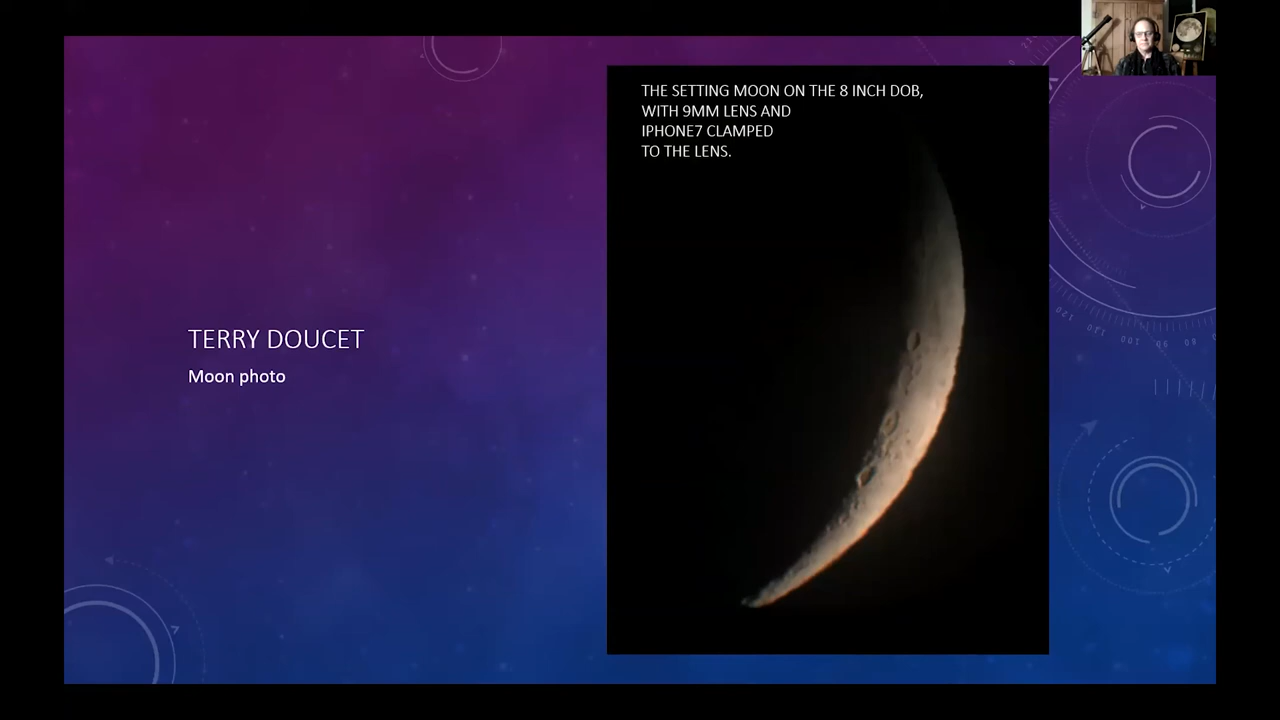 THE SETTING MOON ON THE 8 INCH DOB,
WITH 9MM LENS AND
IPHONE7 CLAMPED
TO THE LENS.
TERRY DOUCET
Moon photo